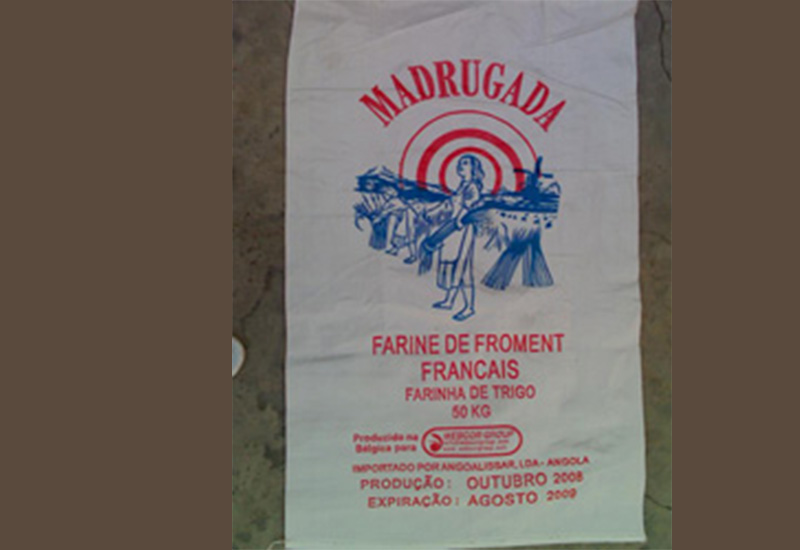 MADRUGADA
FARINE DE FROMENT
FRANCAIS
FARINHA DE TRIGO
50 KG
Produzido na
Bélgica para
WEBCOR GROUP
IMPORTADO POR ANGOALISSAR, LDA - ANGOLA
PRODUÇÃO : OUTUBRO 2008
EXPIRAÇÃO : AGOSTO 2009